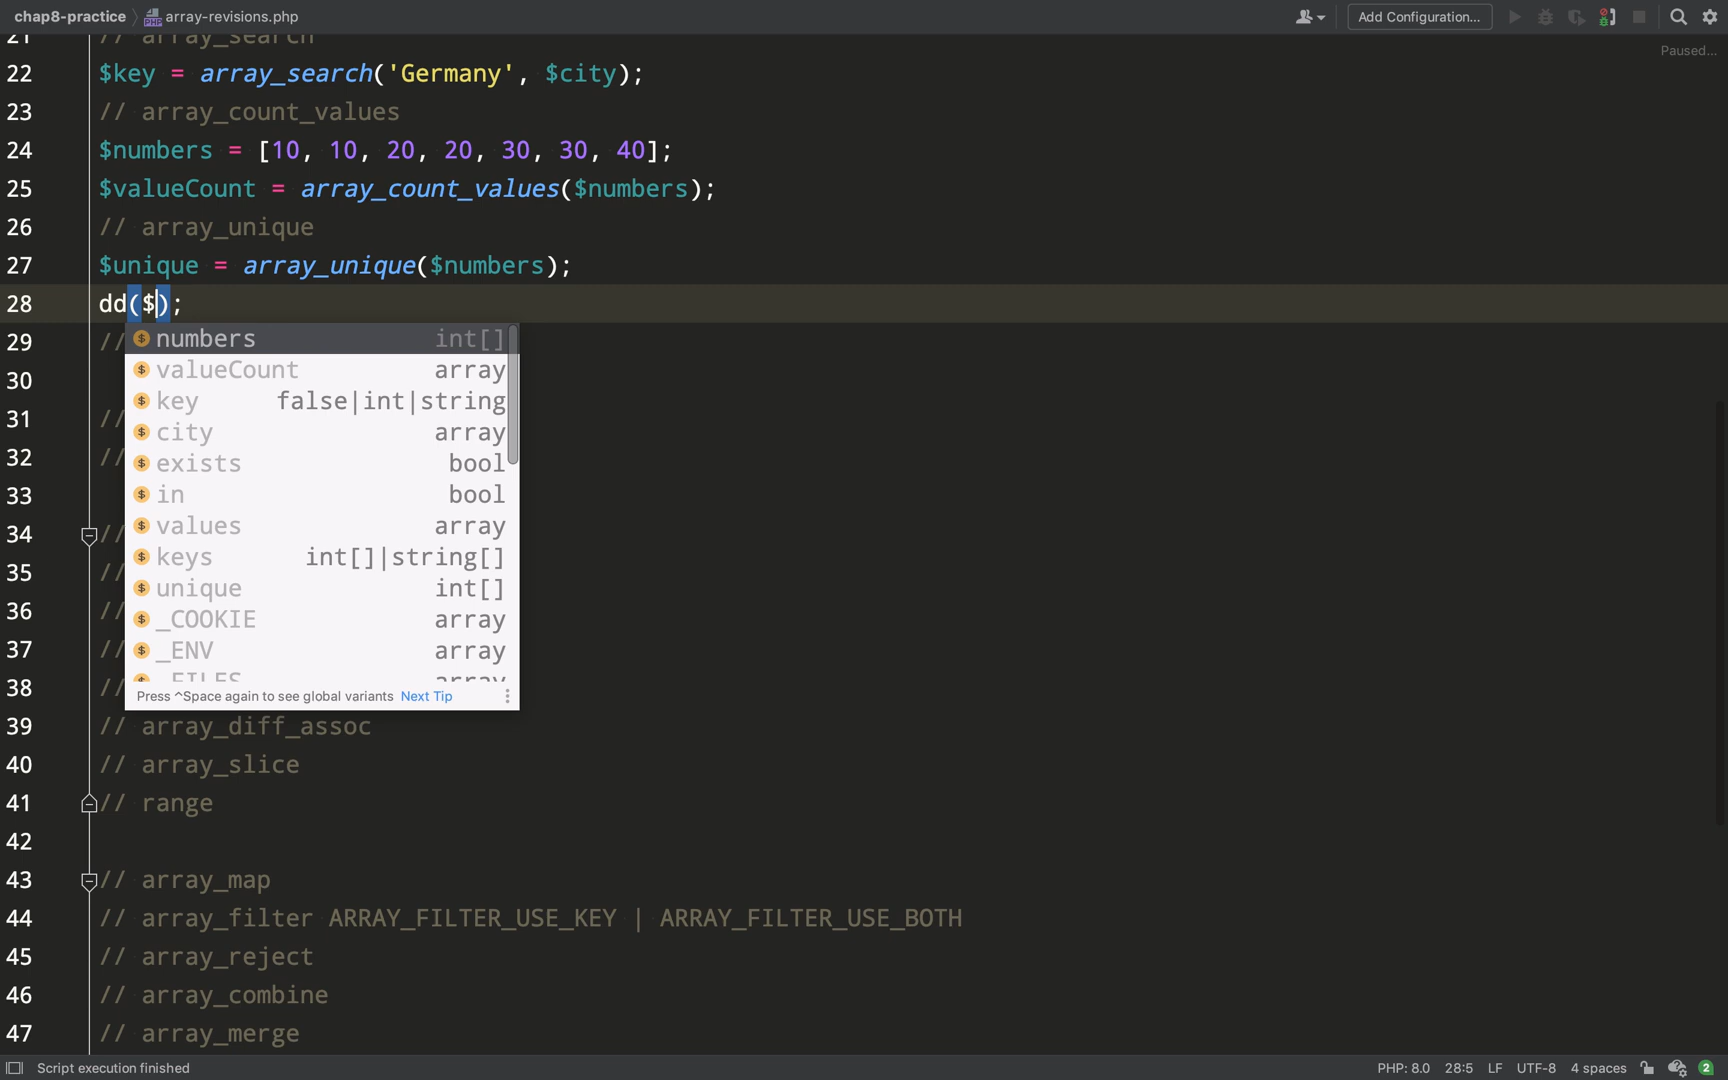 chap8-practice array-revisions.php Add Configuration...
Paused...
21 // array_search
22 $key = array_search('Germany', $city);
23 // array_count_values
24 $numbers = [10, 10, 20, 20, 30, 30, 40];
25 $valueCount = array_count_values($numbers);
26 // array_unique
27 $unique = array_unique($numbers);
28 dd($);
29 //
30
31 //
32 //
33
34 //
35 //
36 //
37 //
38 //
numbers int[]
valueCount array
key false|int|string
city array
exists bool
in bool
values array
keys int[]|string[]
unique int[]
_COOKIE array
_ENV array
_FILES array
Press ^Space again to see global variants Next Tip
39 // array_diff_assoc
40 // array_slice
41 // range
42
43 // array_map
44 // array_filter ARRAY_FILTER_USE_KEY | ARRAY_FILTER_USE_BOTH
45 // array_reject
46 // array_combine
47 // array_merge
Script execution finished PHP: 8.0 28:5 LF UTF-8 4 spaces 2